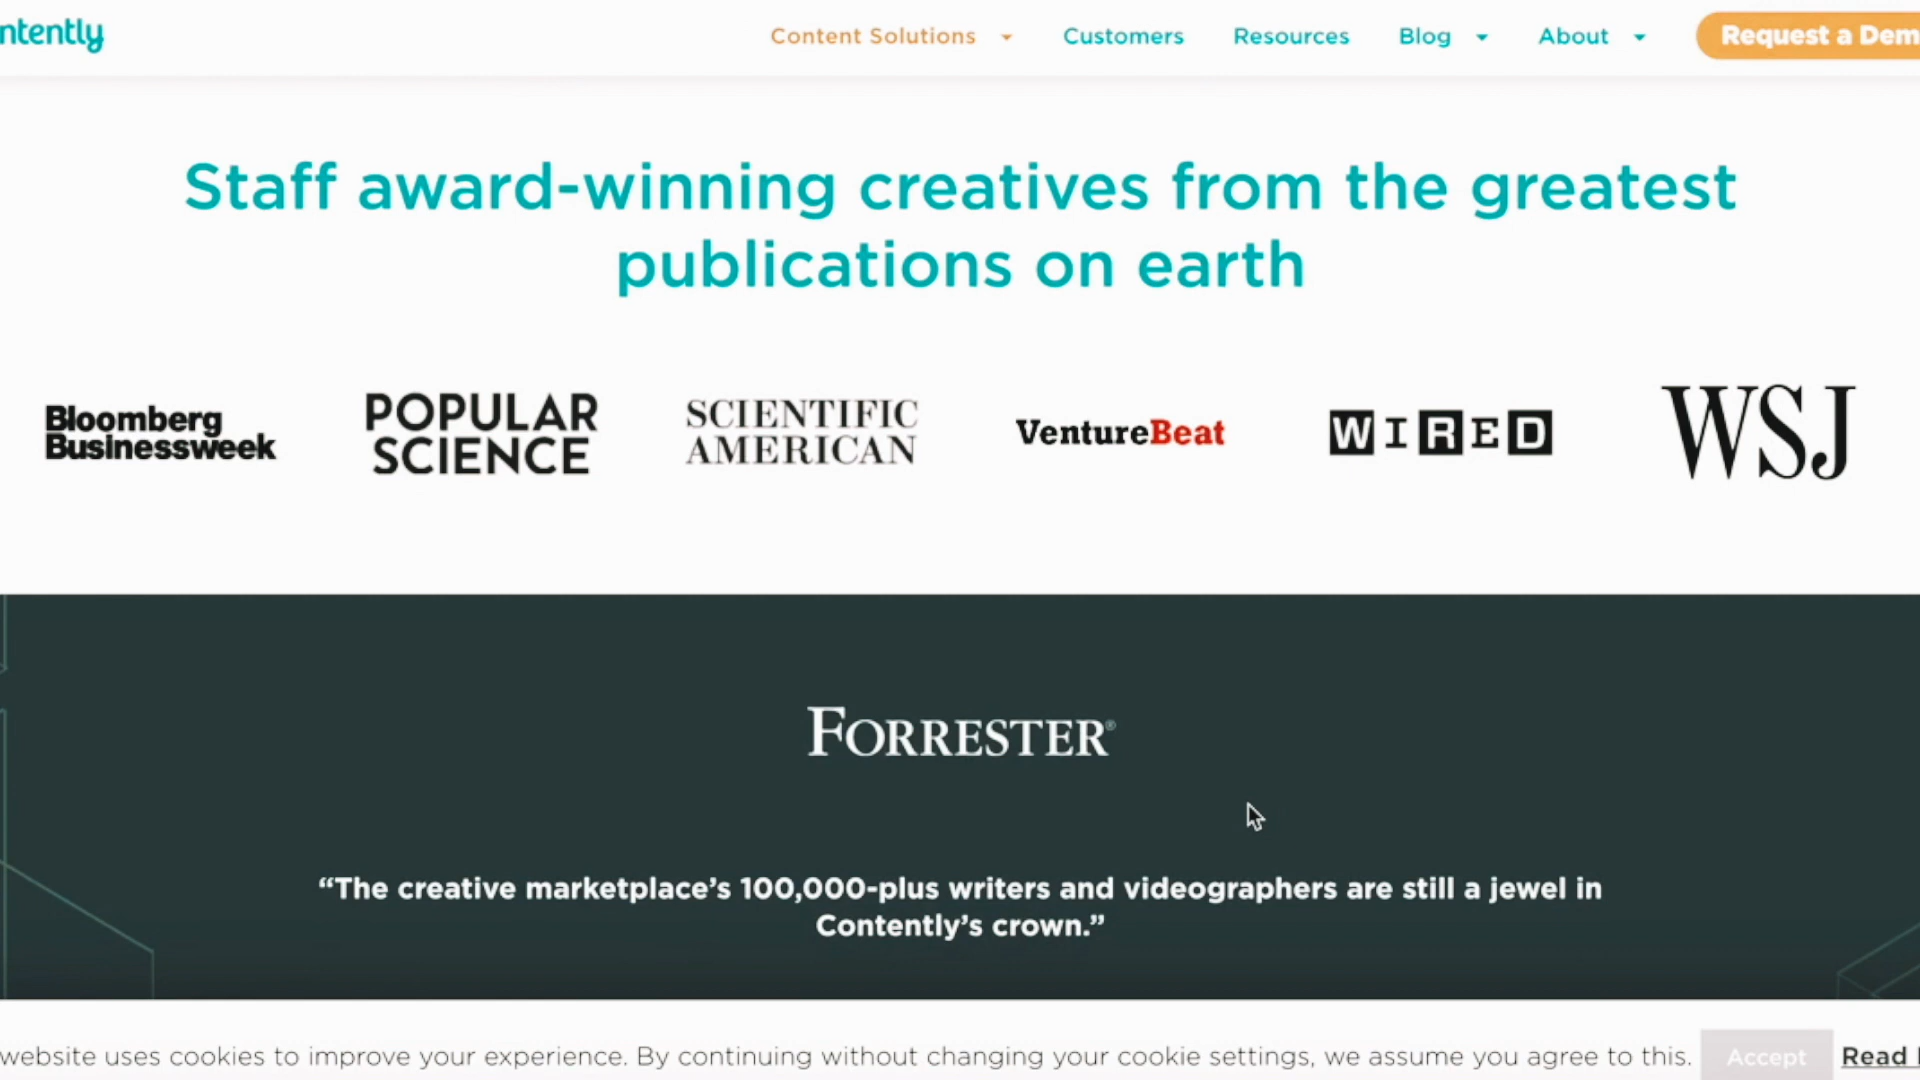 ntently
Content Solutions Customers Resources Blog About Request a Dem
Staff award-winning creatives from the greatest
publications on earth
Bloomberg
Businessweek
POPULAR
SCIENCE
SCIENTIFIC
AMERICAN
VentureBeat
WIRED
WSJ
FORRESTER®
“The creative marketplace’s 100,000-plus writers and videographers are still a jewel in
Contently’s crown.”
website uses cookies to improve your experience. By continuing without changing your cookie settings, we assume you agree to this. Accept Read